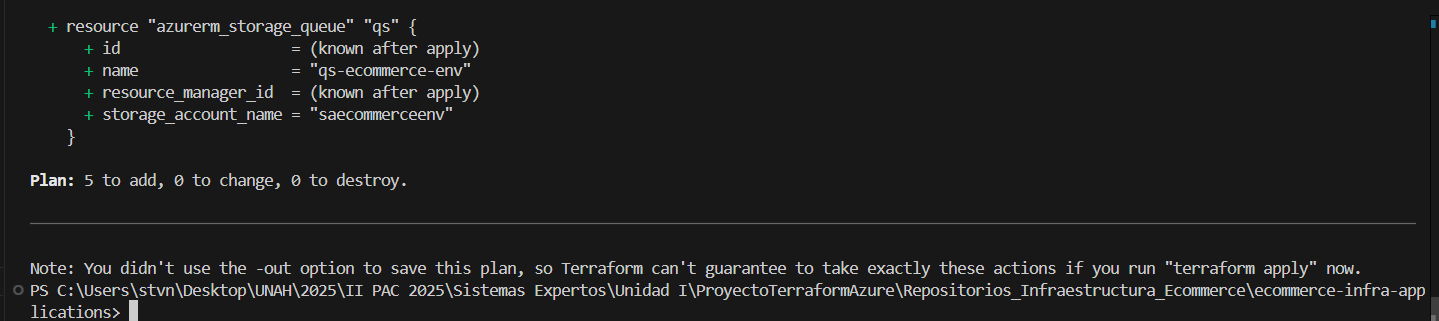 + resource "azurerm_storage_queue" "qs" {
+ id = (known after apply)
+ name = "qs-ecommerce-env"
+ resource_manager_id = (known after apply)
+ storage_account_name = "saecommerceenv"
}
Plan: 5 to add, 0 to change, 0 to destroy.
Note: You didn't use the -out option to save this plan, so Terraform can't guarantee to take exactly these actions if you run "terraform apply" now.
PS C:\Users\stvn\Desktop\UNAH\2025\II PAC 2025\Sistemas Expertos\Unidad I\ProyectoTerraformAzure\Repositorios_Infraestructura_Ecommerce\ecommerce-infra-app
lications>